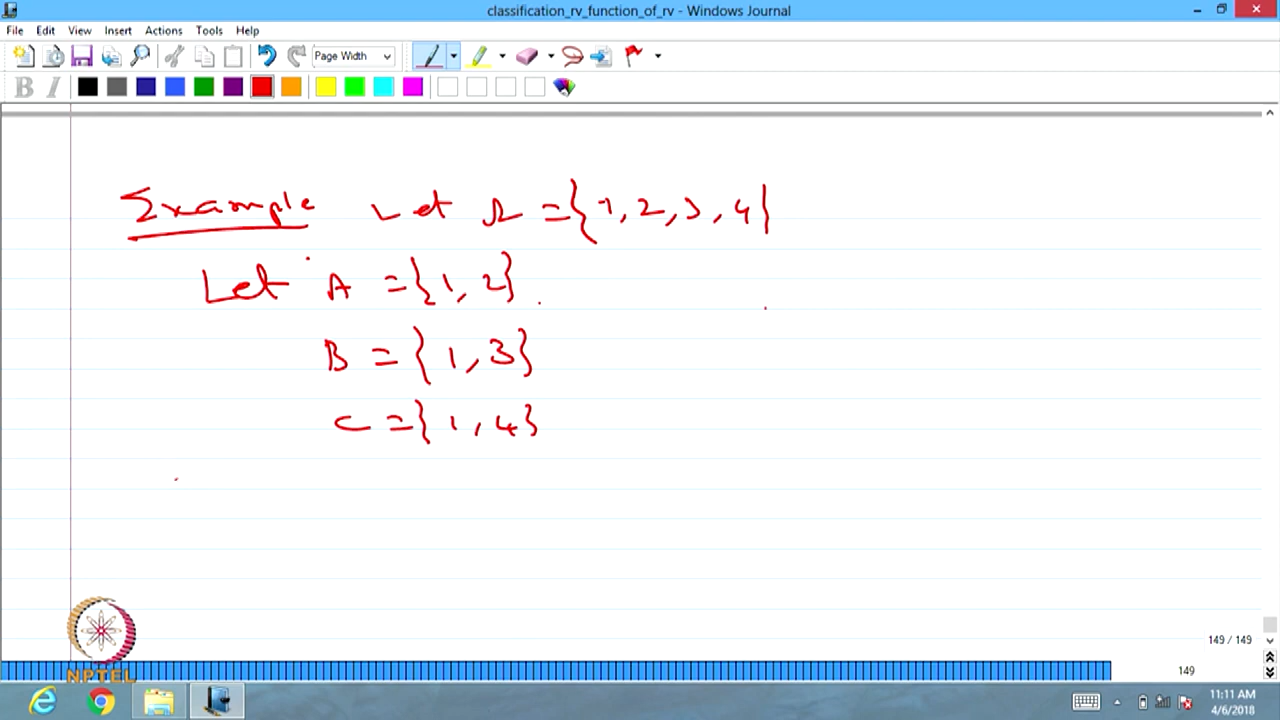 classification_rv_function_of_rv - Windows Journal
File Edit View Insert Actions Tools Help
Page Width
B I
Example Let Ω = {1, 2, 3, 4}
Let A = {1, 2}
B = {1, 3}
C = {1, 4}
149 / 149
NPTEL
149
11:11 AM
4/6/2018